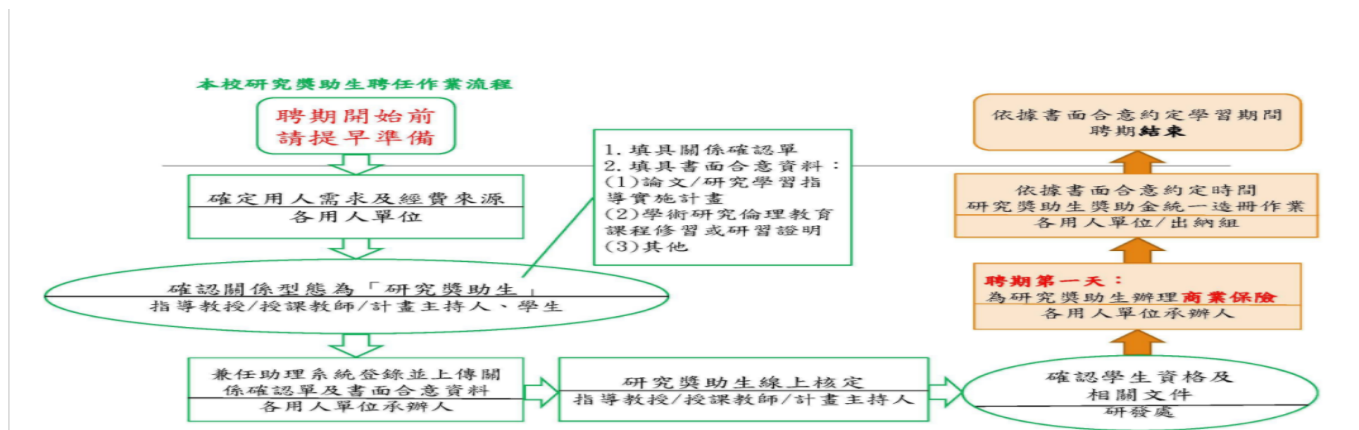 本校研究獎助生聘任作業流程
聘期開始前
請提早準備
確定用人需求及經費來源
各用人單位
1.填具關係確認單
2.填具書面合意資料：
(1)論文/研究學習指
導實施計畫
(2)學術研究倫理教育
課程修習或研習證明
(3)其他
確認關係型態為「研究獎助生」
指導教授/授課教師/計畫主持人、學生
兼任助理系統登錄並上傳關
係確認單及書面合意資料
各用人單位承辦人
研究獎助生線上核定
指導教授/授課教師/計畫主持人
確認學生資格及
相關文件
研發處
聘期第一天：
為研究獎助生辦理商業保險
各用人單位承辦人
依據書面合意約定時間
研究獎助生獎助金統一造冊作業
各用人單位/出納組
依據書面合意約定學習期間
聘期結束